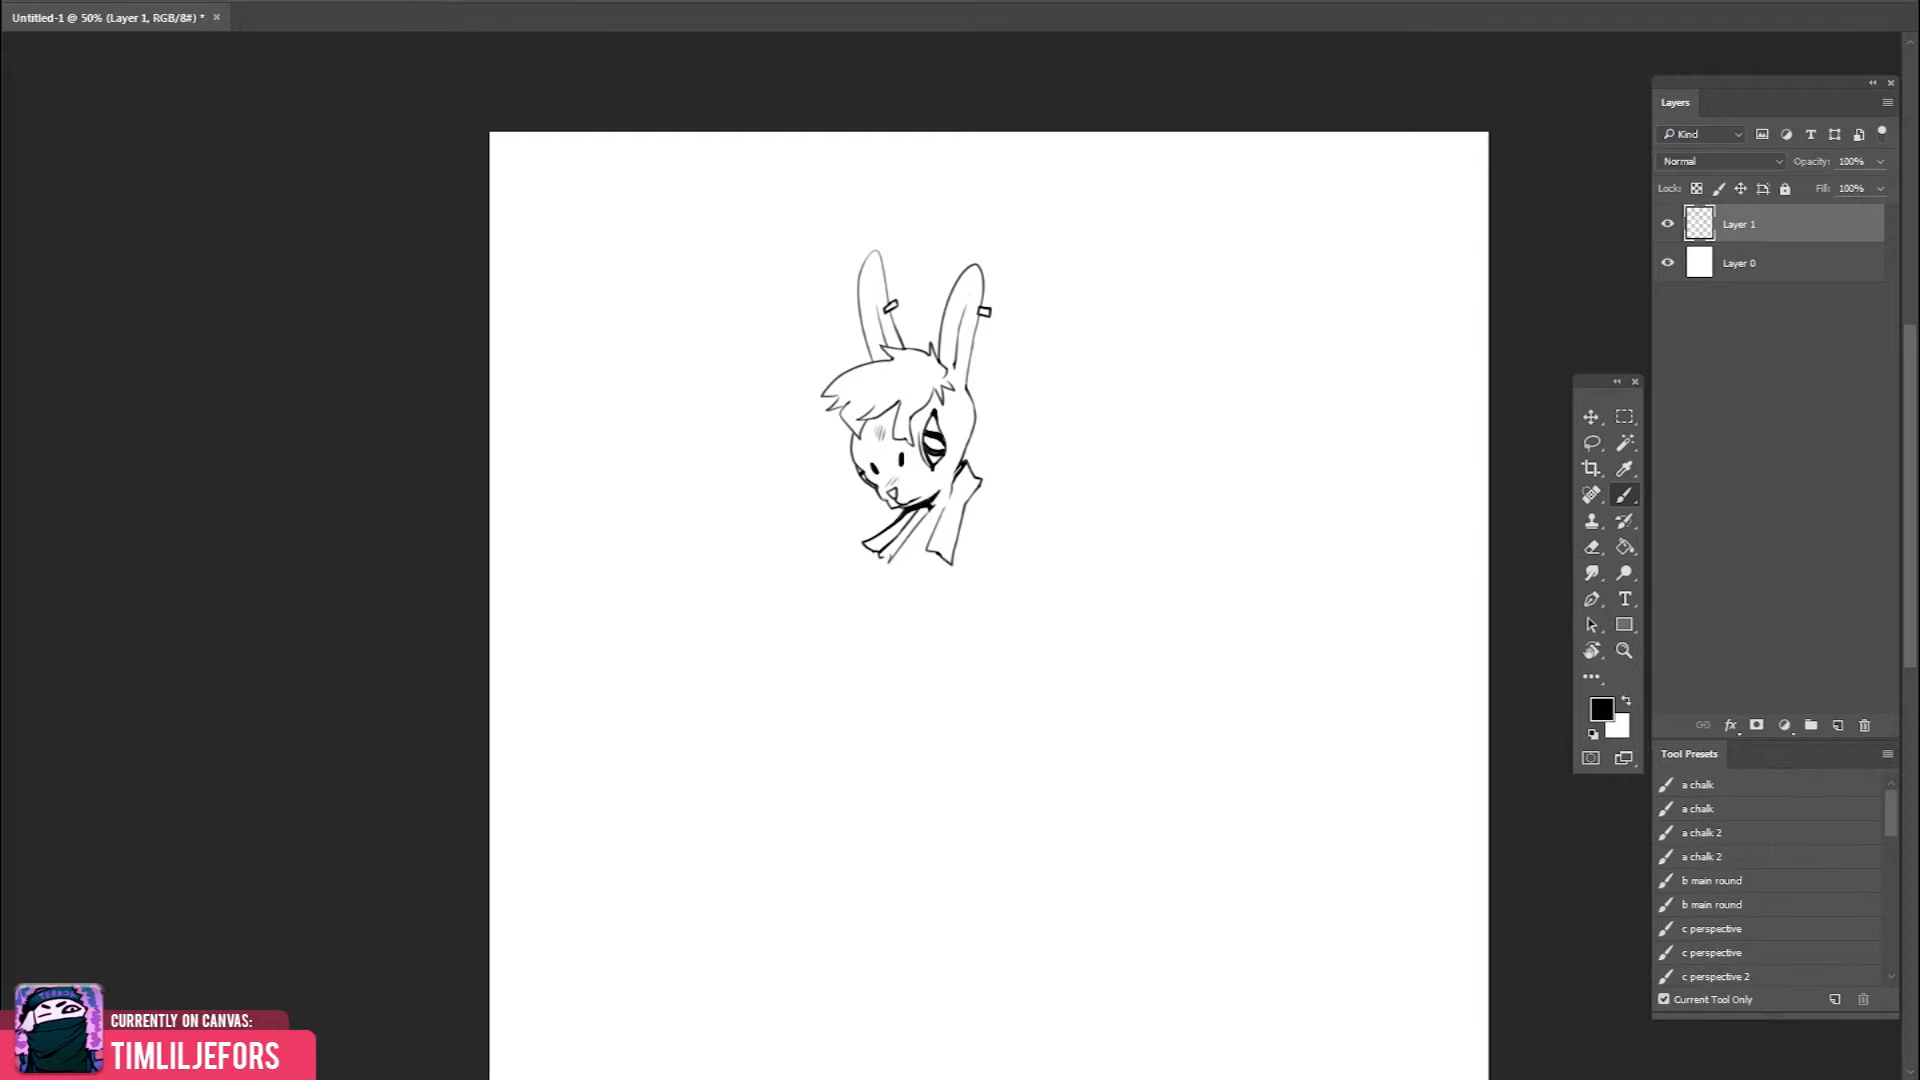 Untitled-1 @ 50% (Layer 1, RGB/8#) *
Layers
Kind
Normal Opacity: 100%
Lock: Fill: 100%
Layer 1
Layer 0
fx
Tool Presets
a chalk
a chalk
a chalk 2
a chalk 2
b main round
b main round
c perspective
c perspective
c perspective 2
Current Tool Only
CURRENTLY ON CANVAS:
TIMLILJEFORS